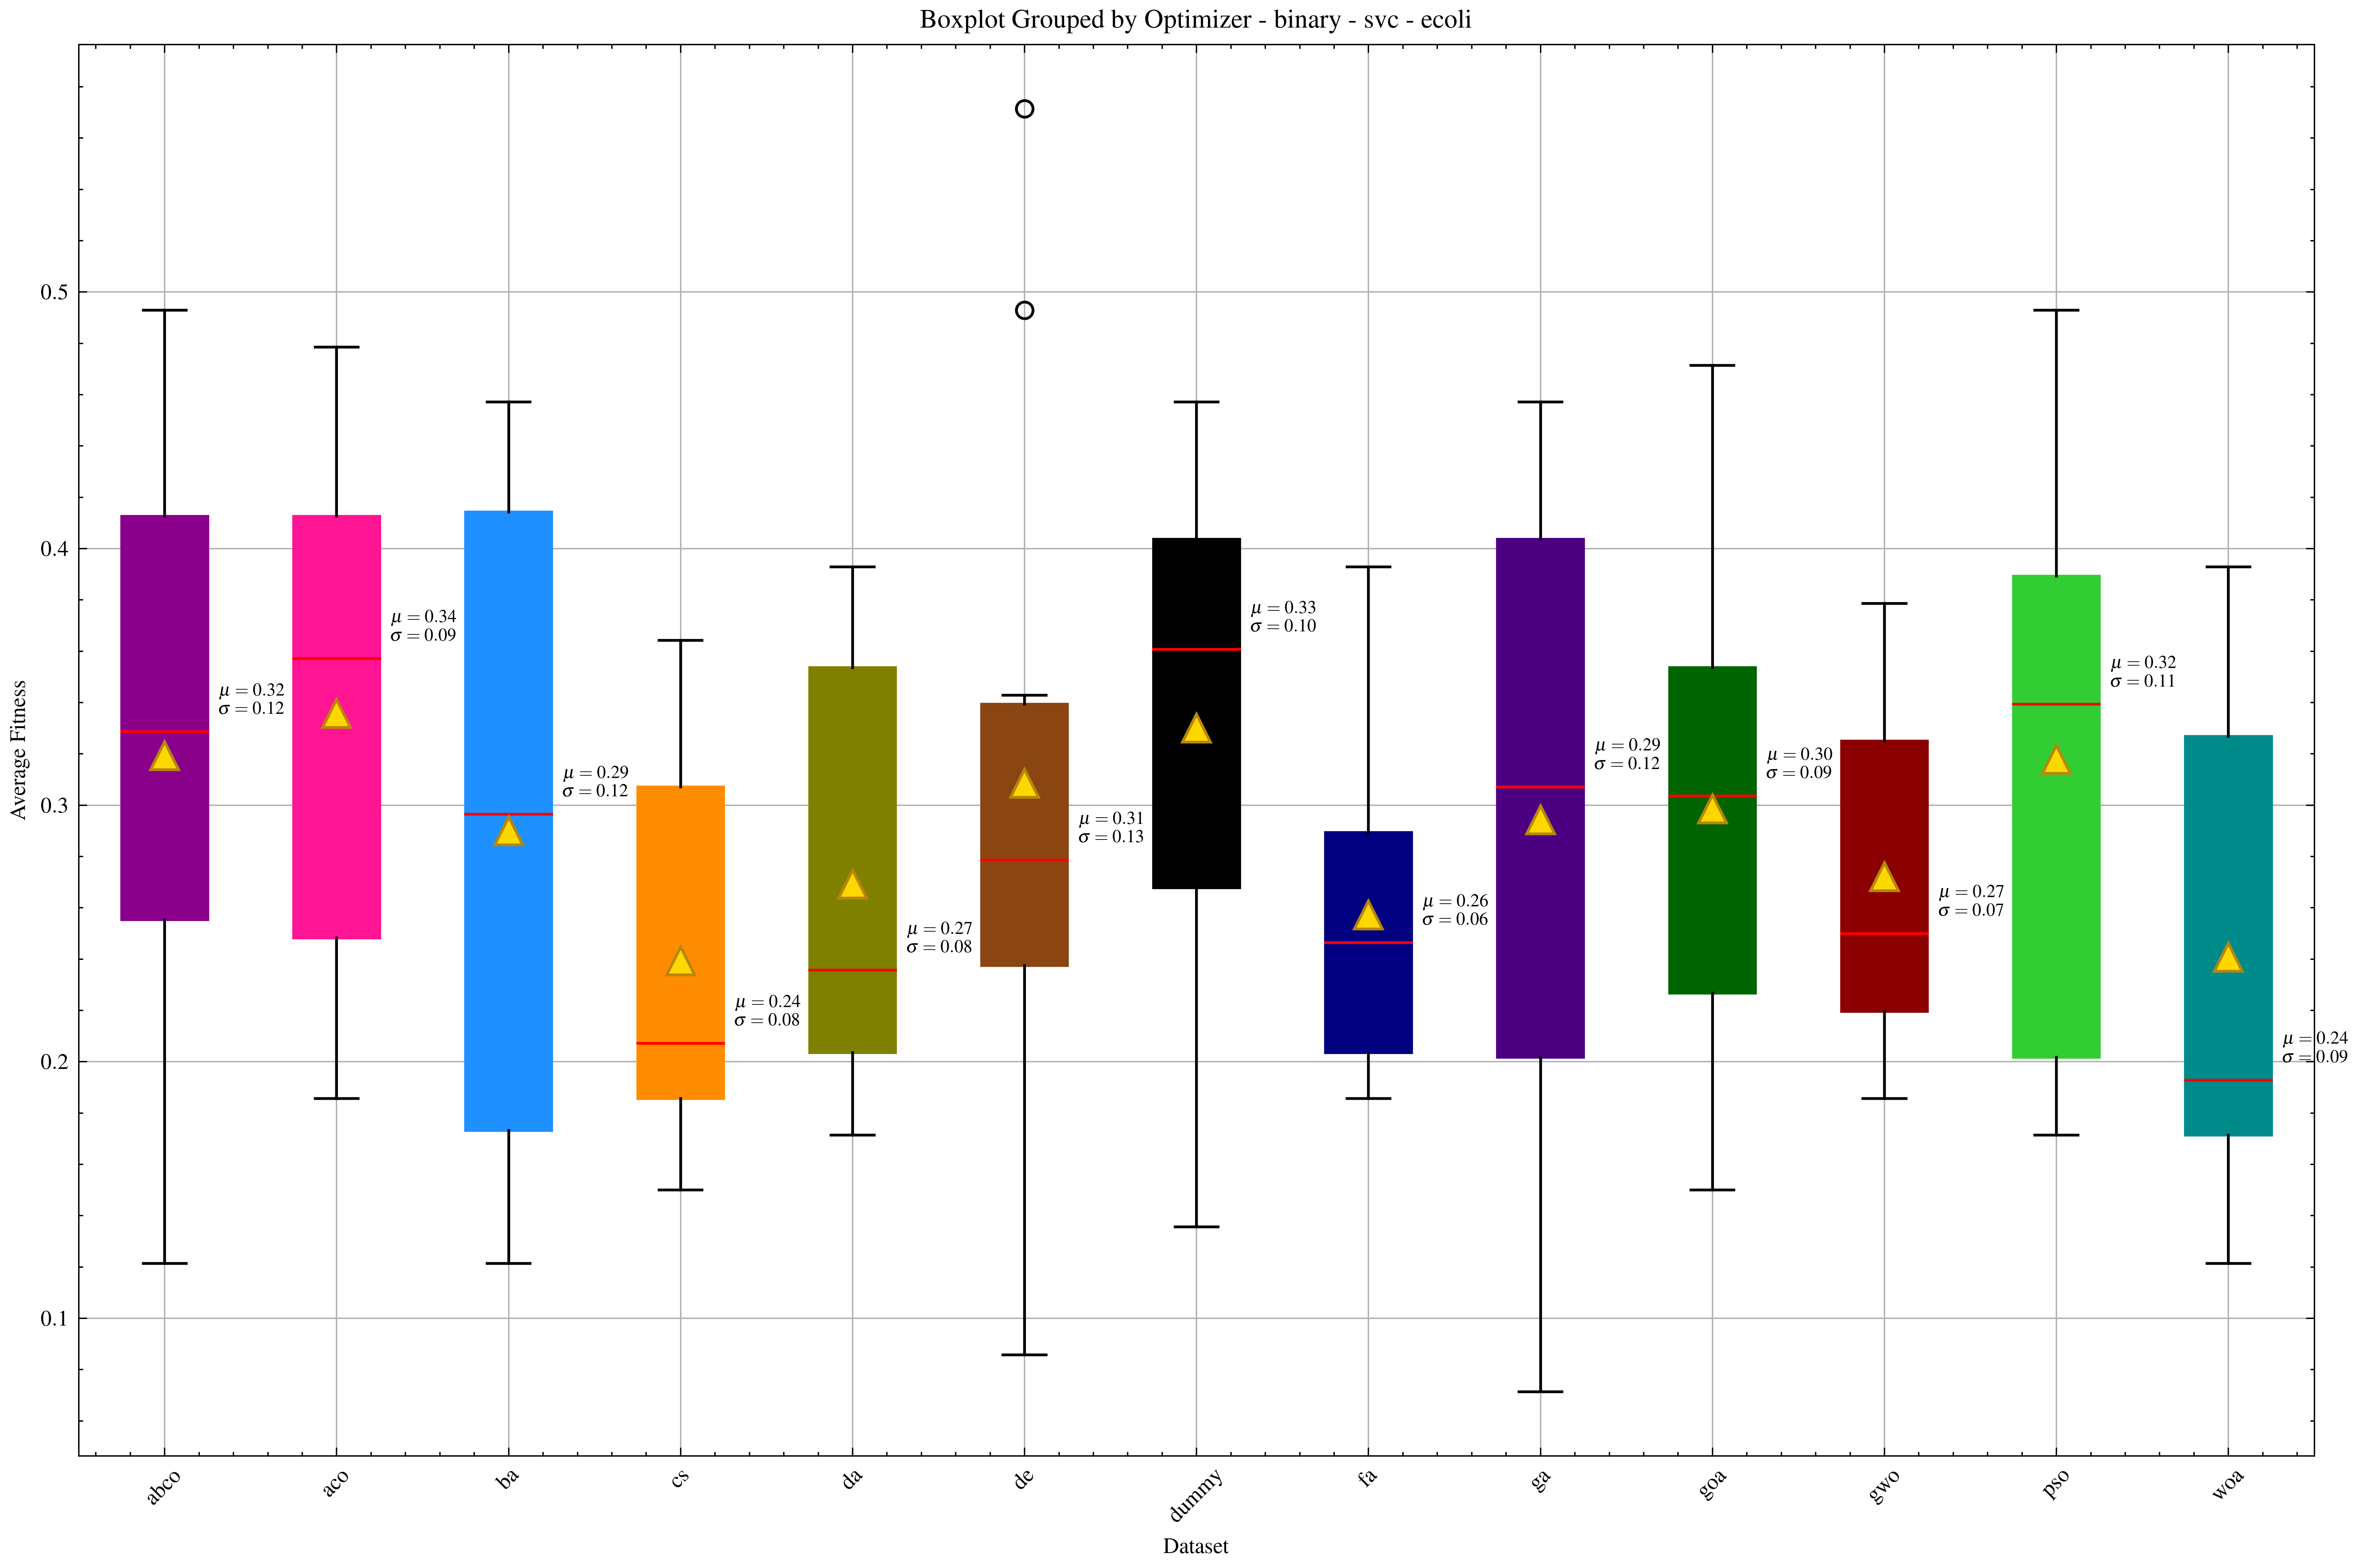 Boxplot Grouped by Optimizer - binary - svc - ecoli
Average Fitness
0.5
0.4
0.3
0.2
0.1
μ = 0.32
σ = 0.12
μ = 0.34
σ = 0.09
μ = 0.29
σ = 0.12
μ = 0.24
σ = 0.08
μ = 0.27
σ = 0.08
μ = 0.31
σ = 0.13
μ = 0.33
σ = 0.10
μ = 0.26
σ = 0.06
μ = 0.29
σ = 0.12
μ = 0.30
σ = 0.09
μ = 0.27
σ = 0.07
μ = 0.32
σ = 0.11
μ = 0.24
σ = 0.09
abco
aco
ba
cs
da
de
dummy
fa
ga
goa
gwo
pso
woa
Dataset